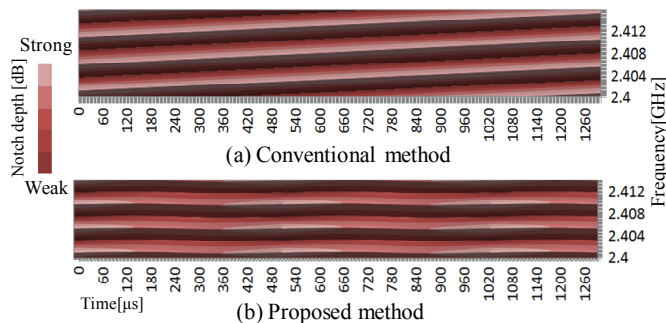 Strong
Notch depth [dB]
Weak
2.412
2.408
2.404
2.4
0 60 120 180 240 300 360 420 480 540 600 660 720 780 840 900 960 1020 1080 1140 1200 1260
(a) Conventional method
Frequency[GHz]
2.412
2.408
2.404
2.4
0 60 120 180 240 300 360 420 480 540 600 660 720 780 840 900 960 1020 1080 1140 1200 1260
Time[μs]
(b) Proposed method